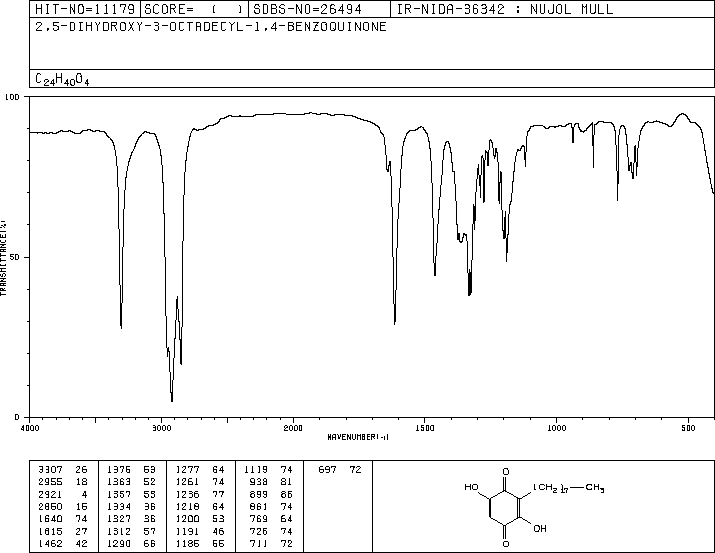 HIT-NO=11179 SCORE= ( ) SDBS-NO=26494 IR-NIDA-36342 : NUJOL MULL
2,5-DIHYDROXY-3-OCTADECYL-1,4-BENZOQUINONE
C24H40O4
100
50
0
TRANSMITTANCE(%)
4000 3000 2000 1500 1000 500
WAVENUMBER(-1)
3307 26 1376 53 1277 64 1119 74 697 72
2955 18 1363 52 1261 74 938 81
2921 4 1357 55 1236 77 899 86
2850 16 1334 36 1218 64 861 74
1640 74 1327 36 1200 53 769 64
1615 27 1312 57 1191 46 726 74
1462 42 1290 66 1186 55 711 72
O
HO
(CH2)17—CH3
OH
O